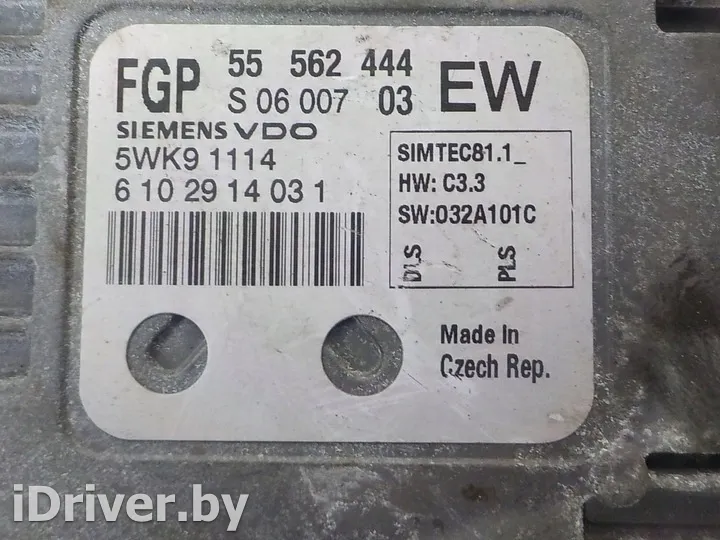 FGP 55 562 444 EW
S 06 007 03
SIEMENS VDO
5WK9 1114
6 10 29 14 03 1
SIMTEC81.1_
HW: C3.3
SW:032A101C
DLS
PLS
Made In
Czech Rep.
iDriver.by